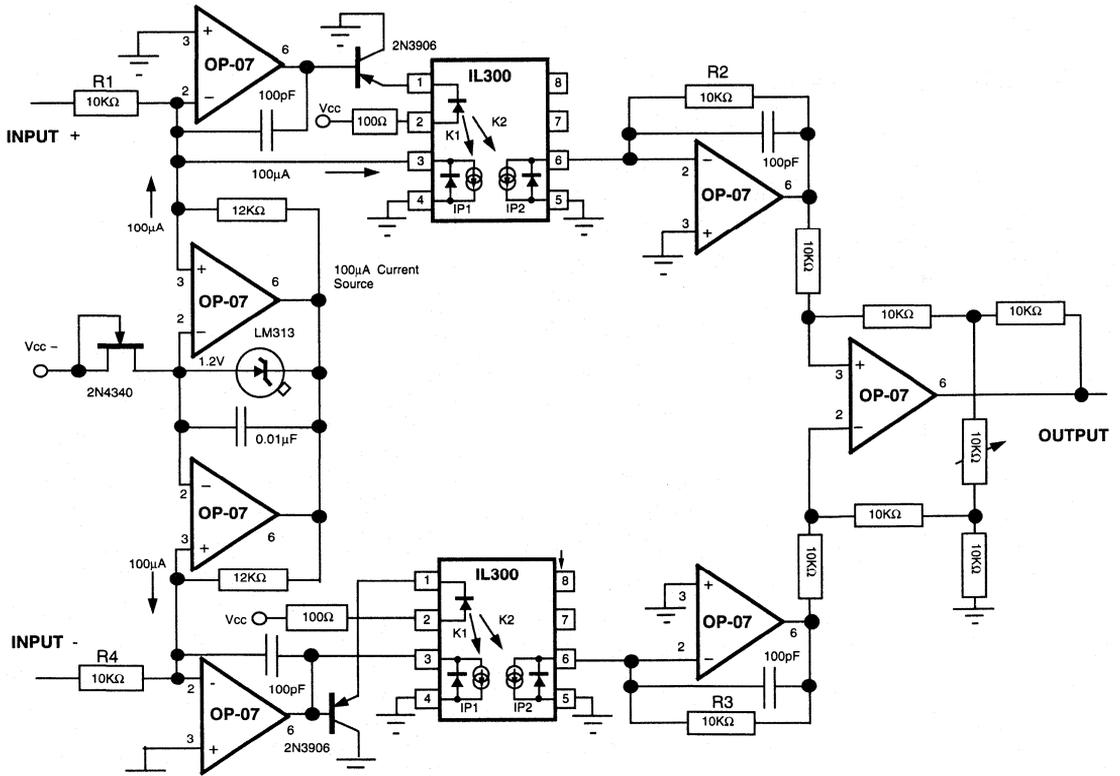 +
3
OP-07
6
2
−
R1
10KΩ
INPUT +
100pF
2N3906
Vcc
100Ω
IL300
1
2
3
4
8
7
6
5
K1
K2
IP1
IP2
100µA
100µA
12KΩ
R2
10KΩ
100pF
−
2
OP-07
6
3
+
10KΩ
+
3
OP-07
6
2
−
100µA Current
Source
LM313
1.2V
Vcc −
2N4340
0.01µF
10KΩ
10KΩ
+
3
OP-07
6
2
−
OUTPUT
10KΩ
10KΩ
10KΩ
10KΩ
−
2
OP-07
6
3
+
100µA
12KΩ
Vcc
100Ω
IL300
1
2
3
4
8
7
6
5
K1
K2
IP1
IP2
INPUT -
R4
10KΩ
100pF
-
2
OP-07
6
3
+
2N3906
+
3
OP-07
6
2
−
100pF
R3
10KΩ